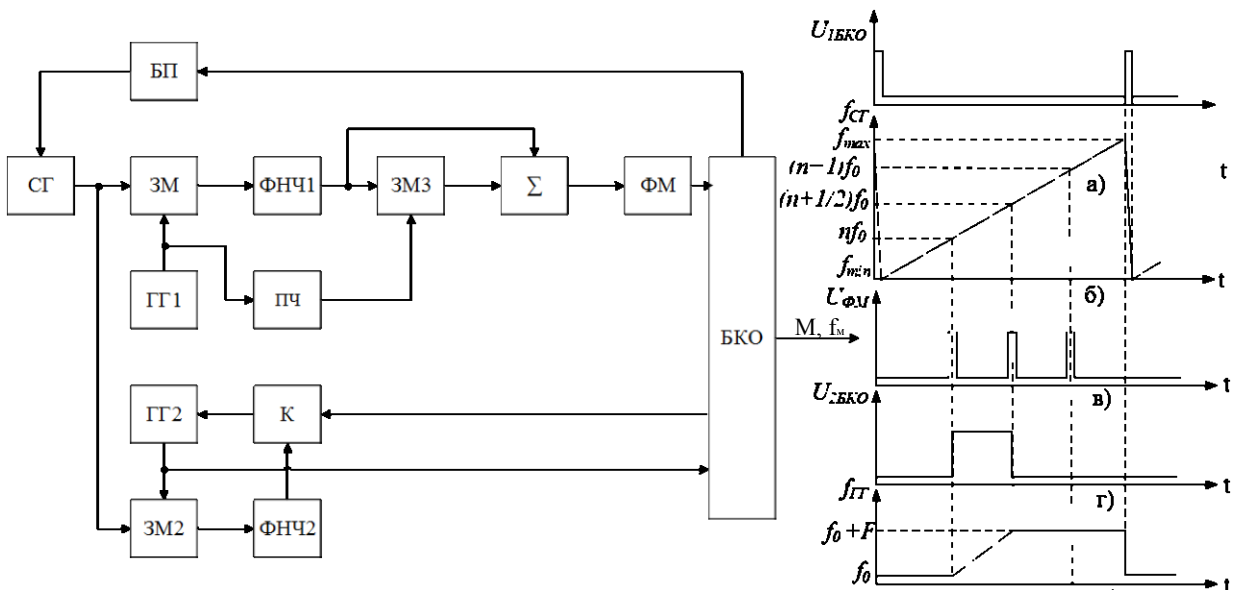 БП
СГ
ЗМ
ФНЧ1
ЗМ3
Σ
ФМ
ГГ1
ПЧ
БКО
M, fм
ГГ2
К
ЗМ2
ФНЧ2
U1БКО
t
fСГ
fmax
(n−1)f0
(n+1/2)f0
nf0
fmin
а)
t
t
UФМ
б)
t
U2БКО
в)
t
fГГ
г)
f0+F
f0
t